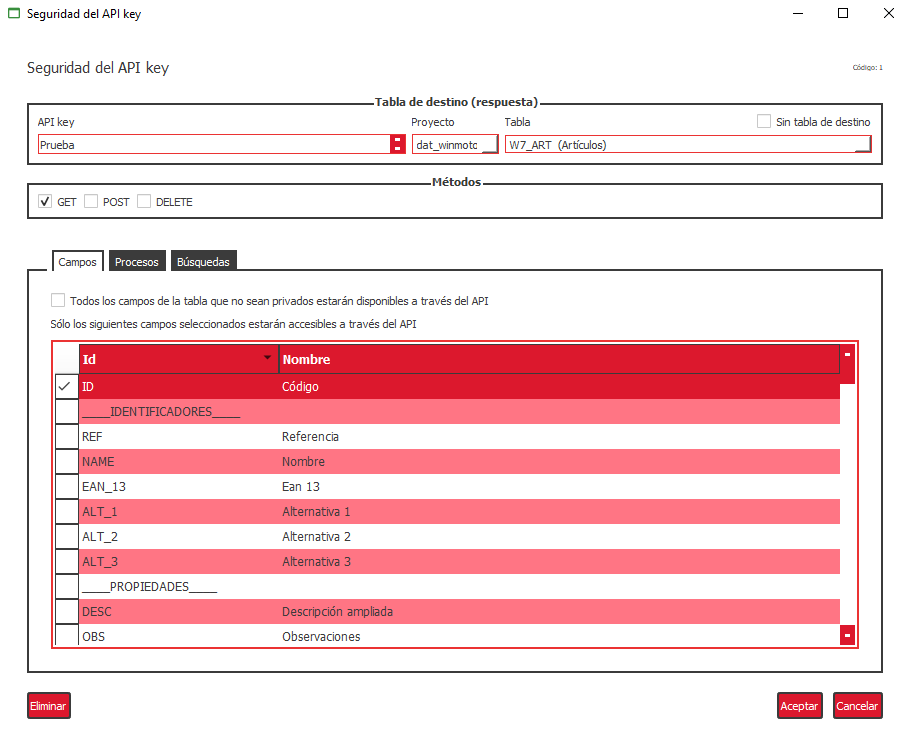 Seguridad del API key
Seguridad del API key
Código: 1
Tabla de destino (respuesta)
API key Proyecto Tabla Sin tabla de destino
Prueba dat_winmotc W7_ART (Artículos)
Métodos
GET POST DELETE
Campos Procesos Búsquedas
Todos los campos de la tabla que no sean privados estarán disponibles a través del API
Sólo los siguientes campos seleccionados estarán accesibles a través del API
Id Nombre
ID Código
____IDENTIFICADORES____
REF Referencia
NAME Nombre
EAN_13 Ean 13
ALT_1 Alternativa 1
ALT_2 Alternativa 2
ALT_3 Alternativa 3
____PROPIEDADES____
DESC Descripción ampliada
OBS Observaciones
Eliminar Aceptar Cancelar